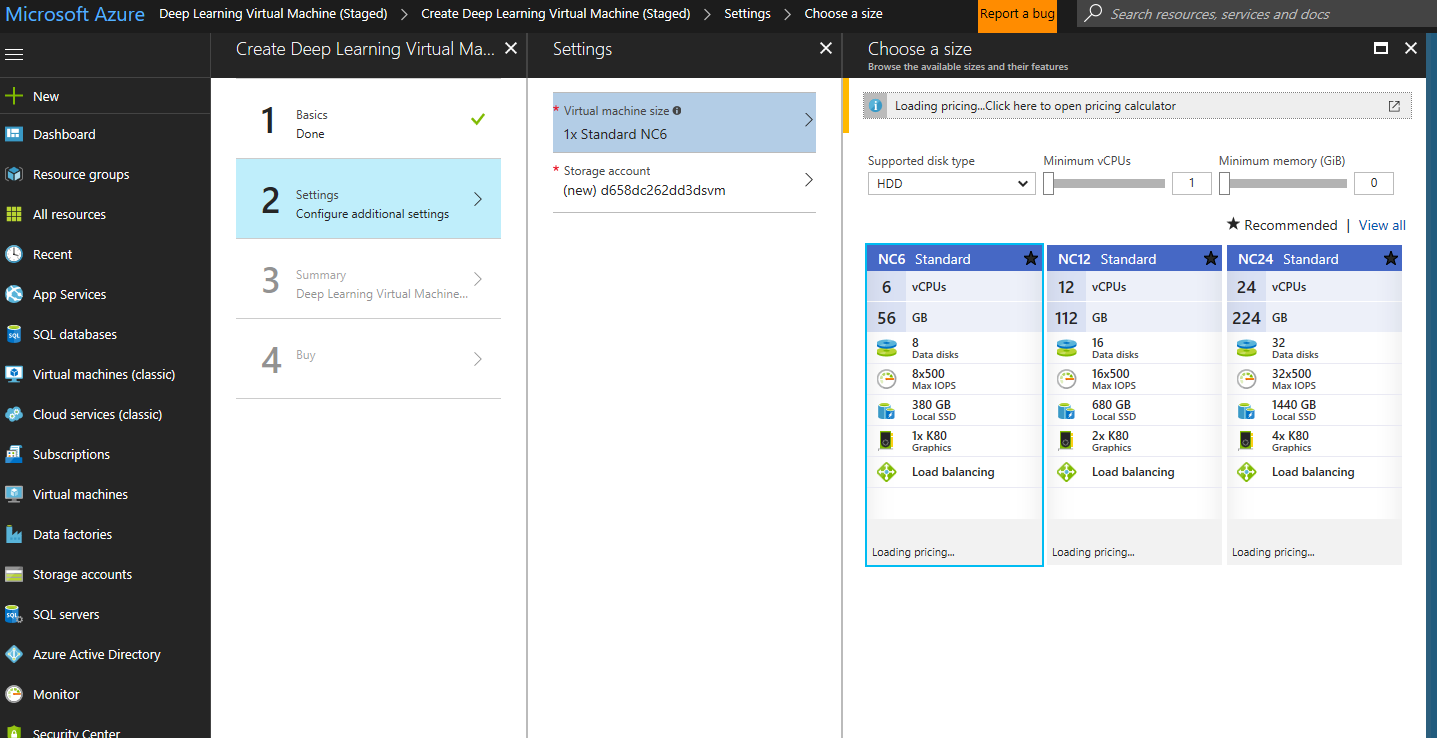 Microsoft Azure
Deep Learning Virtual Machine (Staged) > Create Deep Learning Virtual Machine (Staged) > Settings > Choose a size
Report a bug
Search resources, services and docs
New
Dashboard
Resource groups
All resources
Recent
App Services
SQL databases
Virtual machines (classic)
Cloud services (classic)
Subscriptions
Virtual machines
Data factories
Storage accounts
SQL servers
Azure Active Directory
Monitor
Security Center
Create Deep Learning Virtual Ma...
1
Basics
Done
2
Settings
Configure additional settings
3
Summary
Deep Learning Virtual Machine...
4
Buy
Settings
* Virtual machine size
1x Standard NC6
* Storage account
(new) d658dc262dd3dsvm
Choose a size
Browse the available sizes and their features
Loading pricing...Click here to open pricing calculator
Supported disk type
HDD
Minimum vCPUs
1
Minimum memory (GiB)
0
★ Recommended | View all
NC6 Standard
6 vCPUs
56 GB
8
Data disks
8x500
Max IOPS
380 GB
Local SSD
1x K80
Graphics
Load balancing
Loading pricing...
NC12 Standard
12 vCPUs
112 GB
16
Data disks
16x500
Max IOPS
680 GB
Local SSD
2x K80
Graphics
Load balancing
Loading pricing...
NC24 Standard
24 vCPUs
224 GB
32
Data disks
32x500
Max IOPS
1440 GB
Local SSD
4x K80
Graphics
Load balancing
Loading pricing...